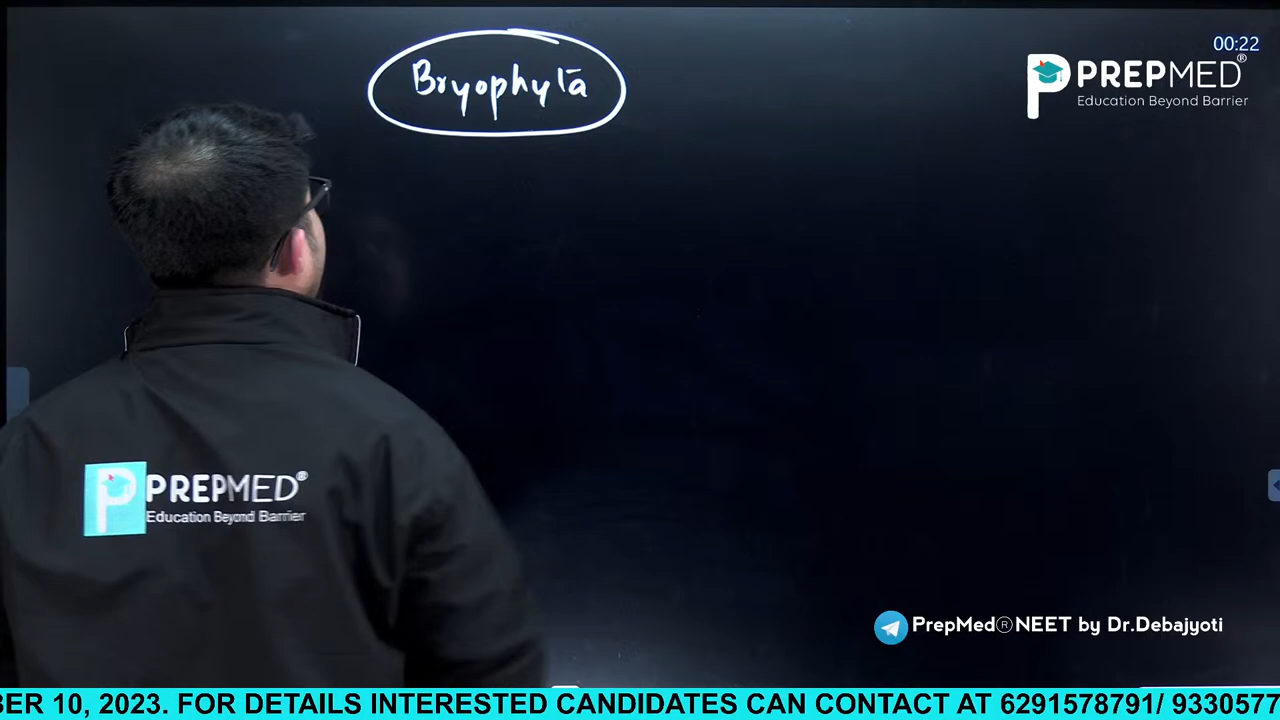 00:22
Bryophyta
PREPMED®
Education Beyond Barrier
PREPMED®
Education Beyond Barrier
PrepMed®NEET by Dr.Debajyoti
BER 10, 2023. FOR DETAILS INTERESTED CANDIDATES CAN CONTACT AT 6291578791/ 9330577